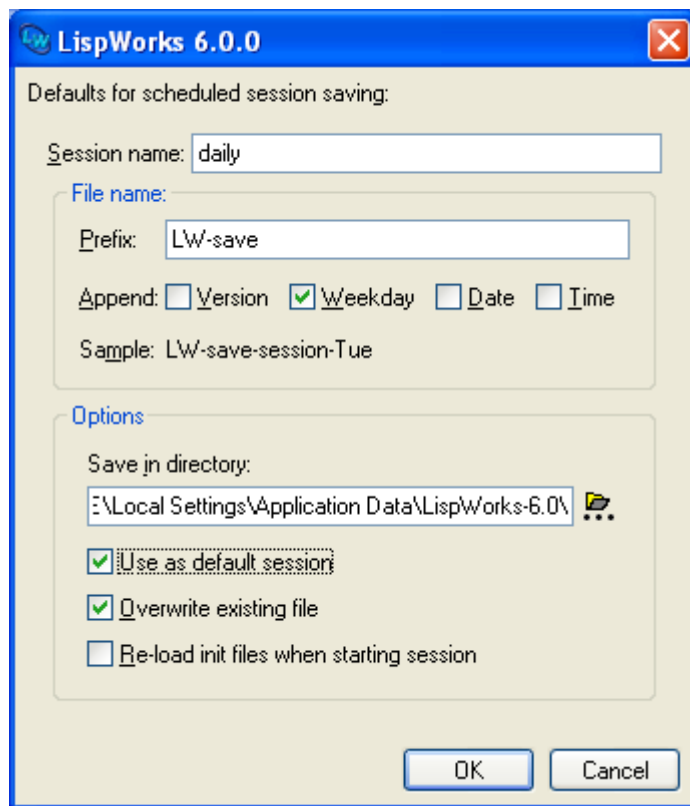 LispWorks 6.0.0
Defaults for scheduled session saving:
Session name: daily
File name:
Prefix: LW-save
Append: Version Weekday Date Time
Sample: LW-save-session-Tue
Options
Save in directory:
E\Local Settings\Application Data\LispWorks-6.0\
Use as default session
Overwrite existing file
Re-load init files when starting session
OK Cancel